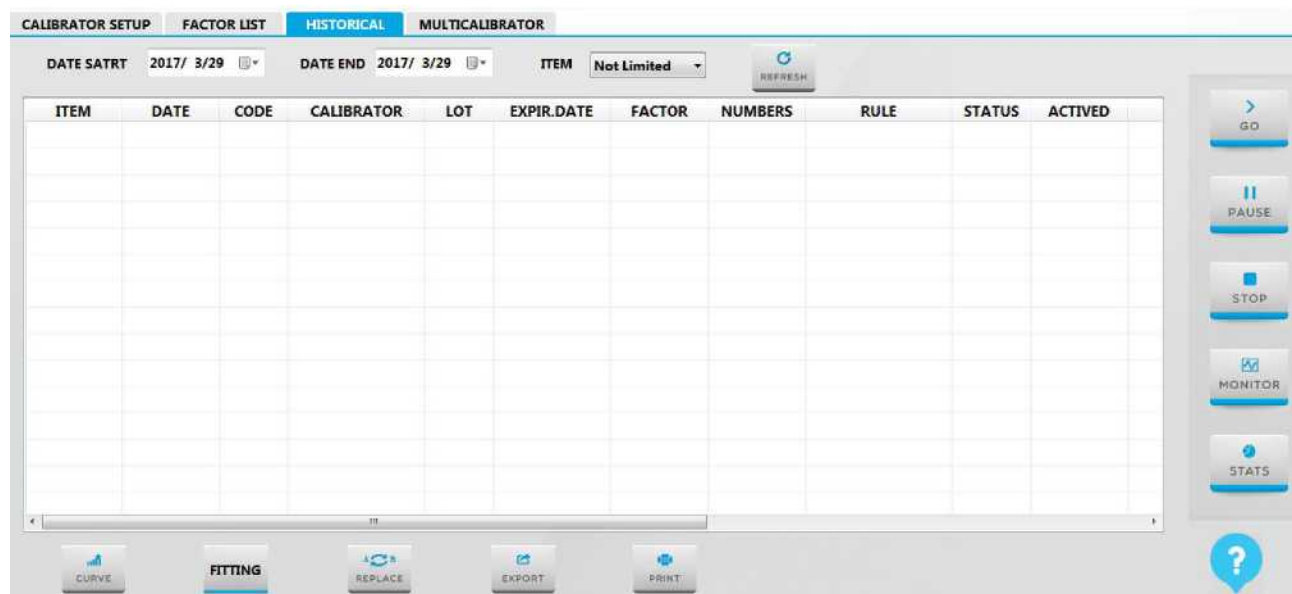 CALIBRATOR SETUP FACTOR LIST HISTORICAL MULTICALIBRATOR
DATE SATRT 2017/ 3/29 DATE END 2017/ 3/29 ITEM Not Limited REFRESH
ITEM DATE CODE CALIBRATOR LOT EXPIR.DATE FACTOR NUMBERS RULE STATUS ACTIVED
GO
PAUSE
STOP
MONITOR
STATS
CURVE FITTING A B REPLACE EXPORT PRINT
?